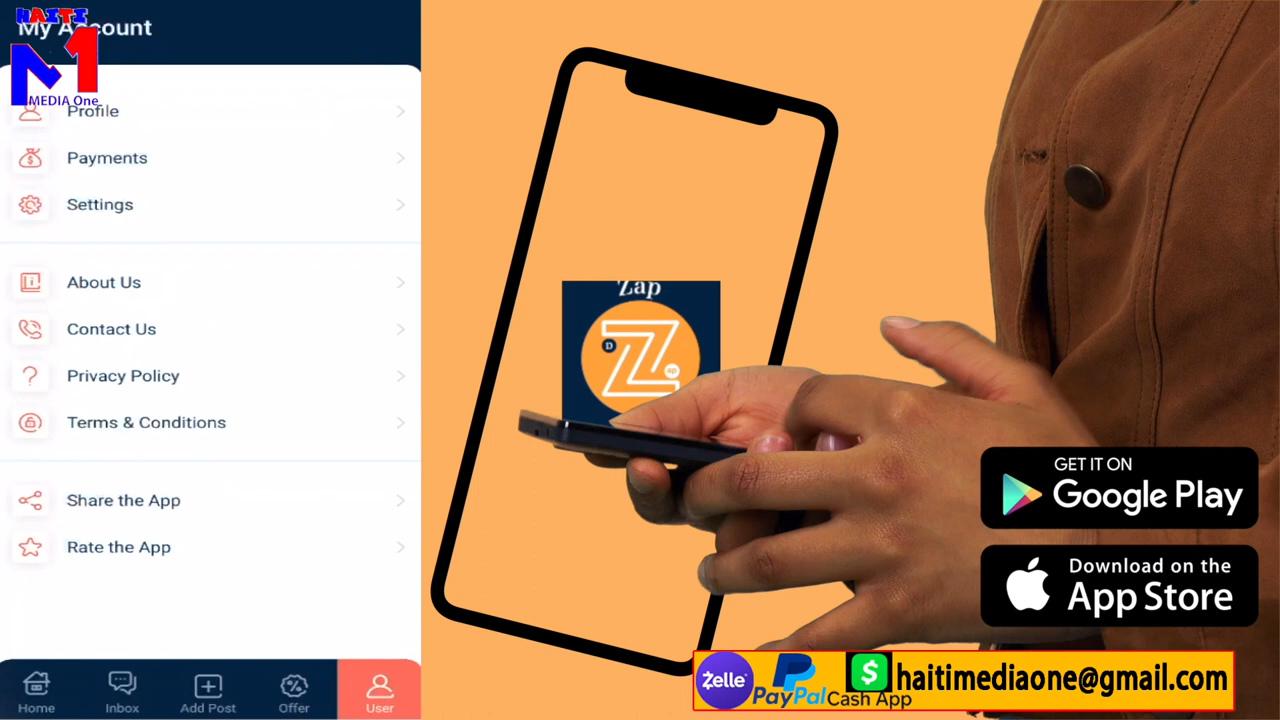 HAITI
M1
MEDIA One
My Account
Profile
Payments
Settings
About Us
Contact Us
Privacy Policy
Terms & Conditions
Share the App
Rate the App
Home
Inbox
Add Post
Offer
User
Zap
D
Z
ap
GET IT ON
Google Play
Download on the
App Store
Zelle
PayPal
$
Cash App
haitimediaone@gmail.com